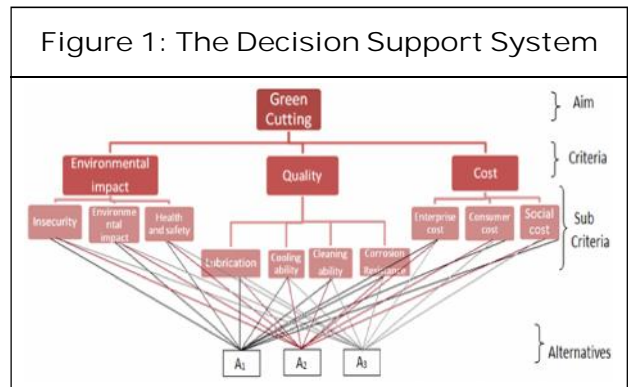 Figure 1: The Decision Support System
Green
Cutting
Aim
Environmental
impact
Quality
Cost
Criteria
Insecurity
Environme
ntal
impact
Health
and safety
Enterprise
cost
Consumer
cost
Social
cost
Sub
Criteria
Lubrication
Cooling
ability
Cleaning
ability
Corrosion
Resistance
A1
A2
A3
Alternatives